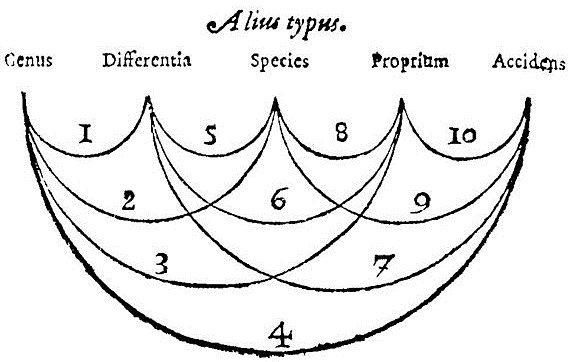 Alius typus.
Genus Differentia Species Proprium Accidens
1 5 8 10
2 6 9
3 7
4